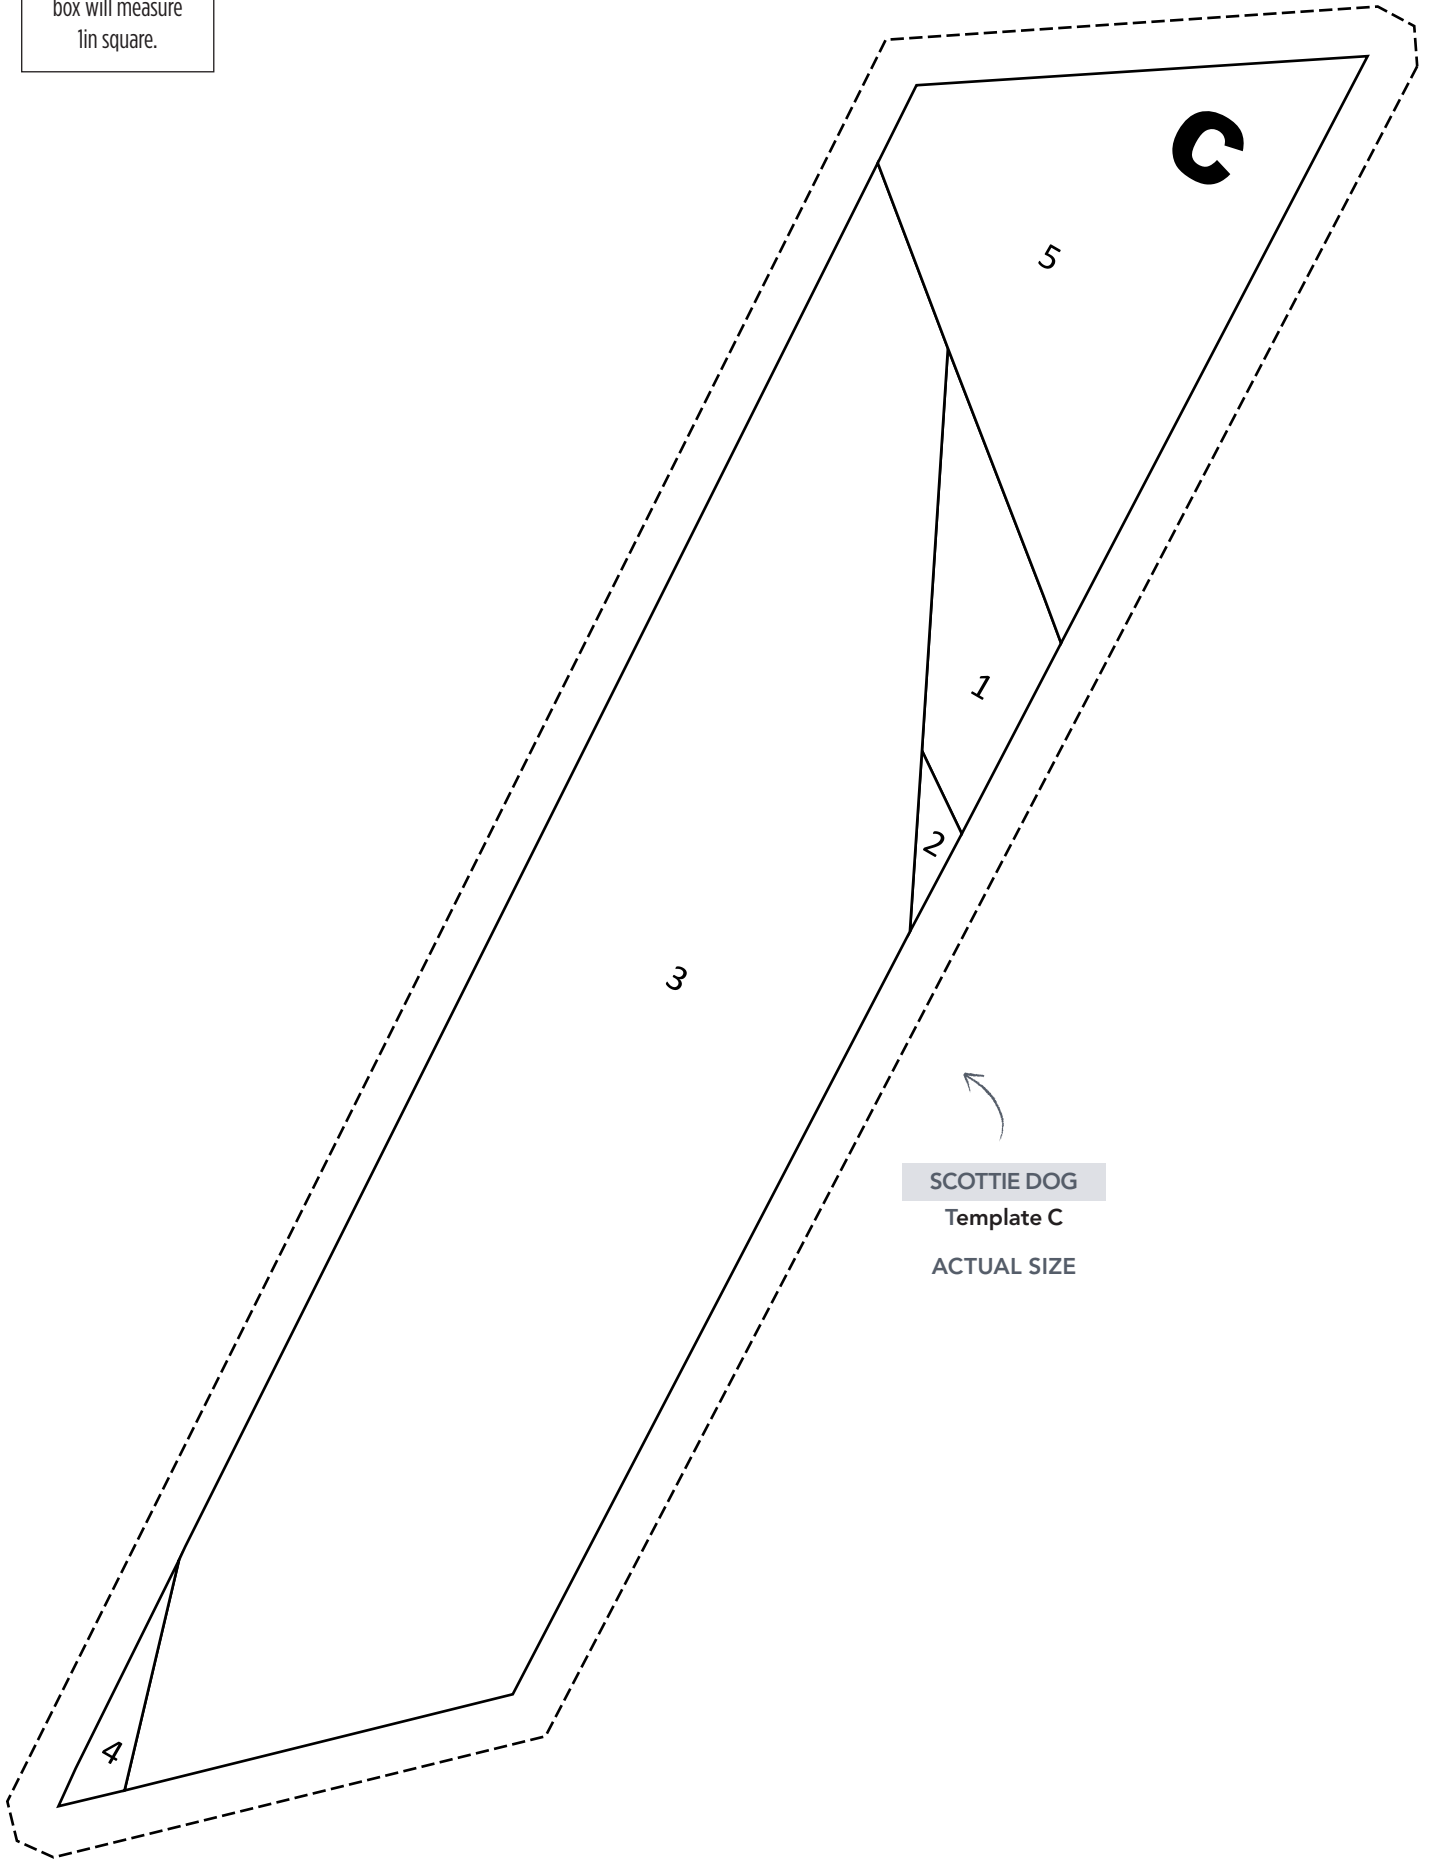 box will measure
1in square.
C
5
1
2
3
SCOTTIE DOG
Template C
ACTUAL SIZE
4